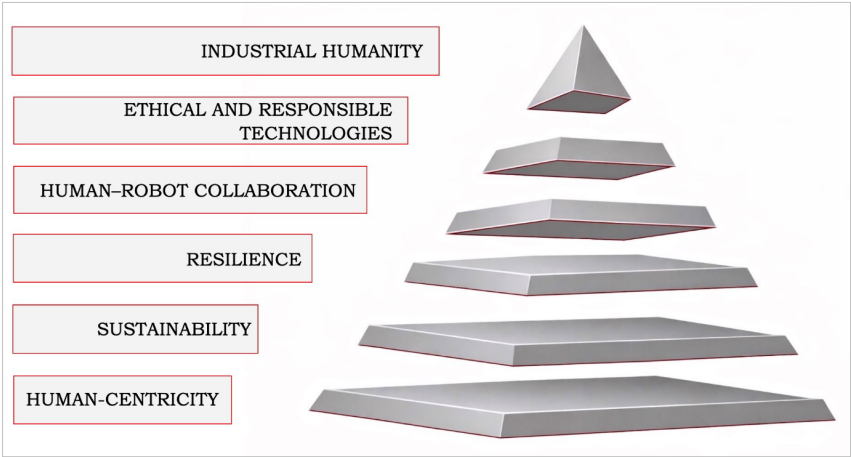 INDUSTRIAL HUMANITY
ETHICAL AND RESPONSIBLE
TECHNOLOGIES
HUMAN–ROBOT COLLABORATION
RESILIENCE
SUSTAINABILITY
HUMAN-CENTRICITY